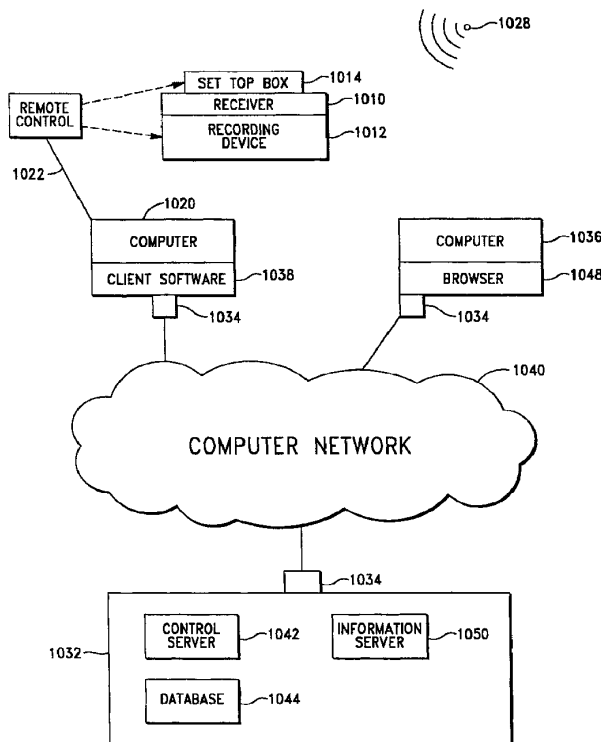 1028
SET TOP BOX
1014
REMOTE
CONTROL
RECEIVER
1010
RECORDING
DEVICE
1012
1022
1020
COMPUTER
CLIENT SOFTWARE
1038
1034
COMPUTER
1036
BROWSER
1048
1034
1040
COMPUTER NETWORK
1034
1032
CONTROL
SERVER
1042
INFORMATION
SERVER
1050
DATABASE
1044